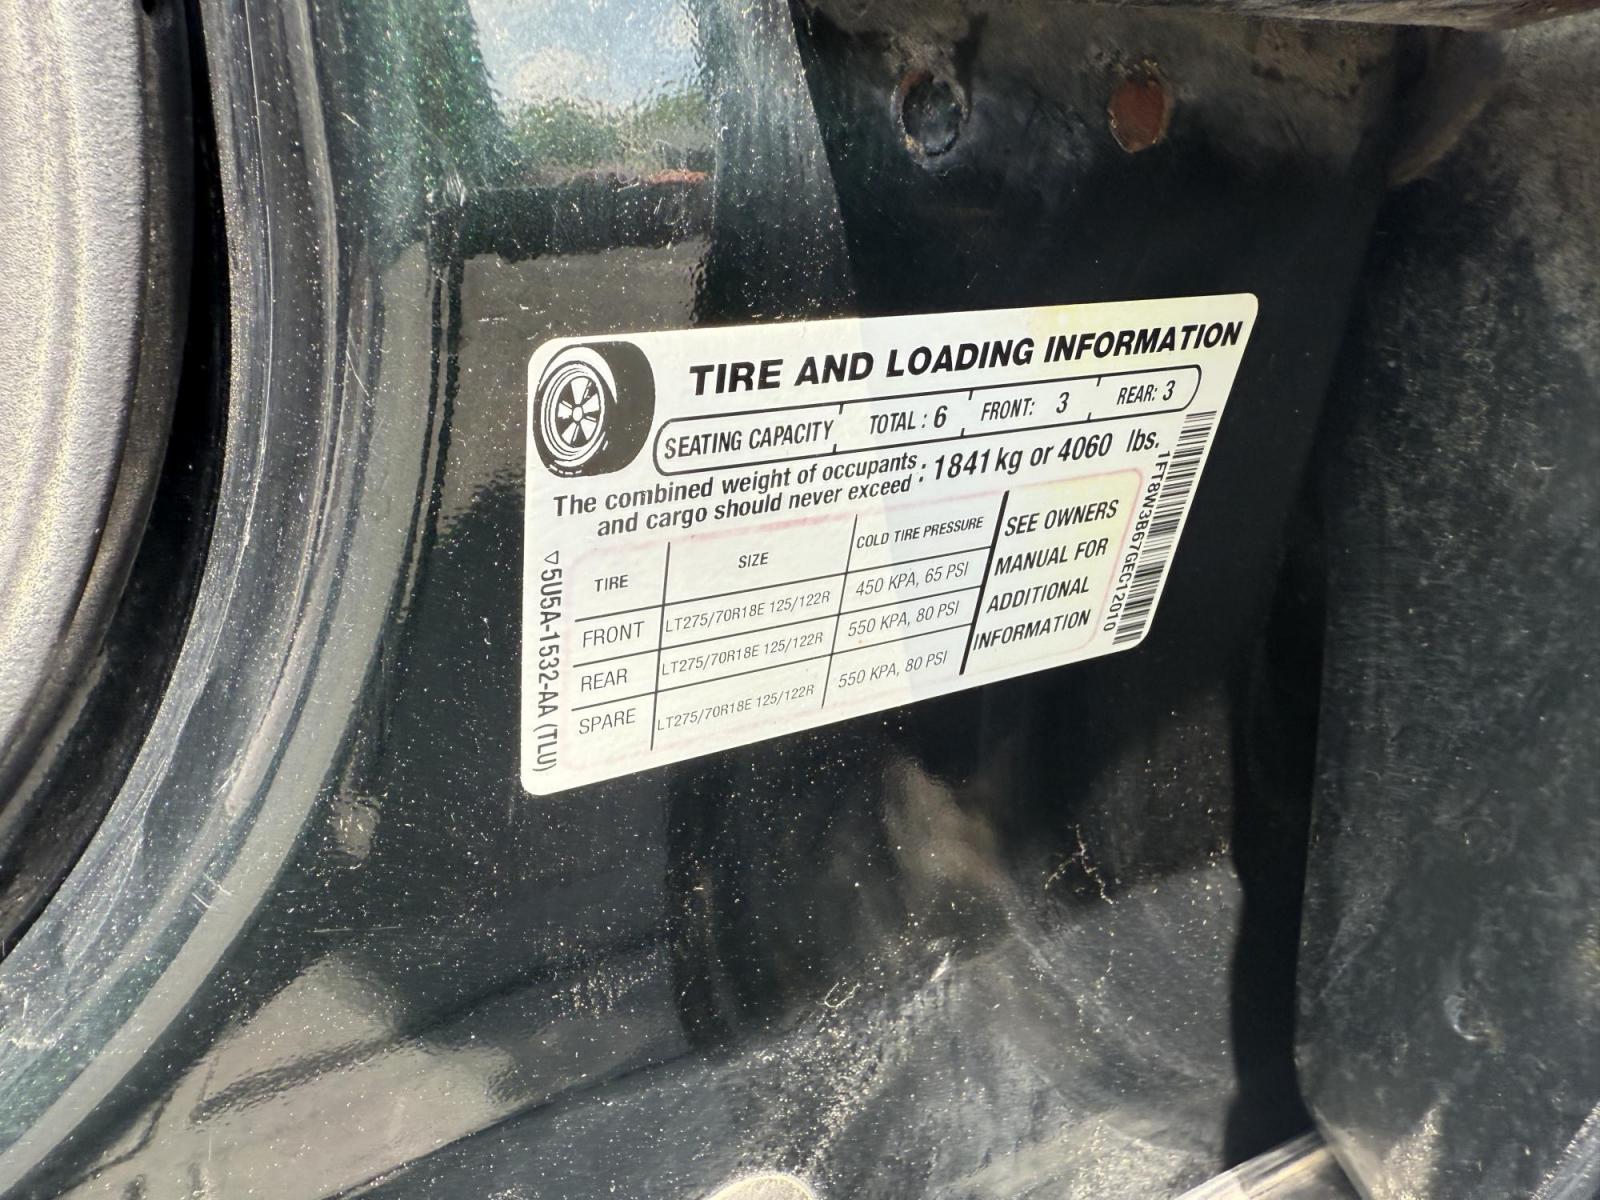 TIRE AND LOADING INFORMATION
SEATING CAPACITY TOTAL : 6 FRONT: 3 REAR: 3
The combined weight of occupants
and cargo should never exceed : 1841 kg or 4060 lbs.
TIRE SIZE COLD TIRE PRESSURE
FRONT LT275/70R18E 125/122R 450 KPA, 65 PSI
REAR LT275/70R18E 125/122R 550 KPA, 80 PSI
SPARE LT275/70R18E 125/122R 550 KPA, 80 PSI
SEE OWNERS
MANUAL FOR
ADDITIONAL
INFORMATION
5U5A-1532-AA (TLU)
1FT8W3B67GEC12010